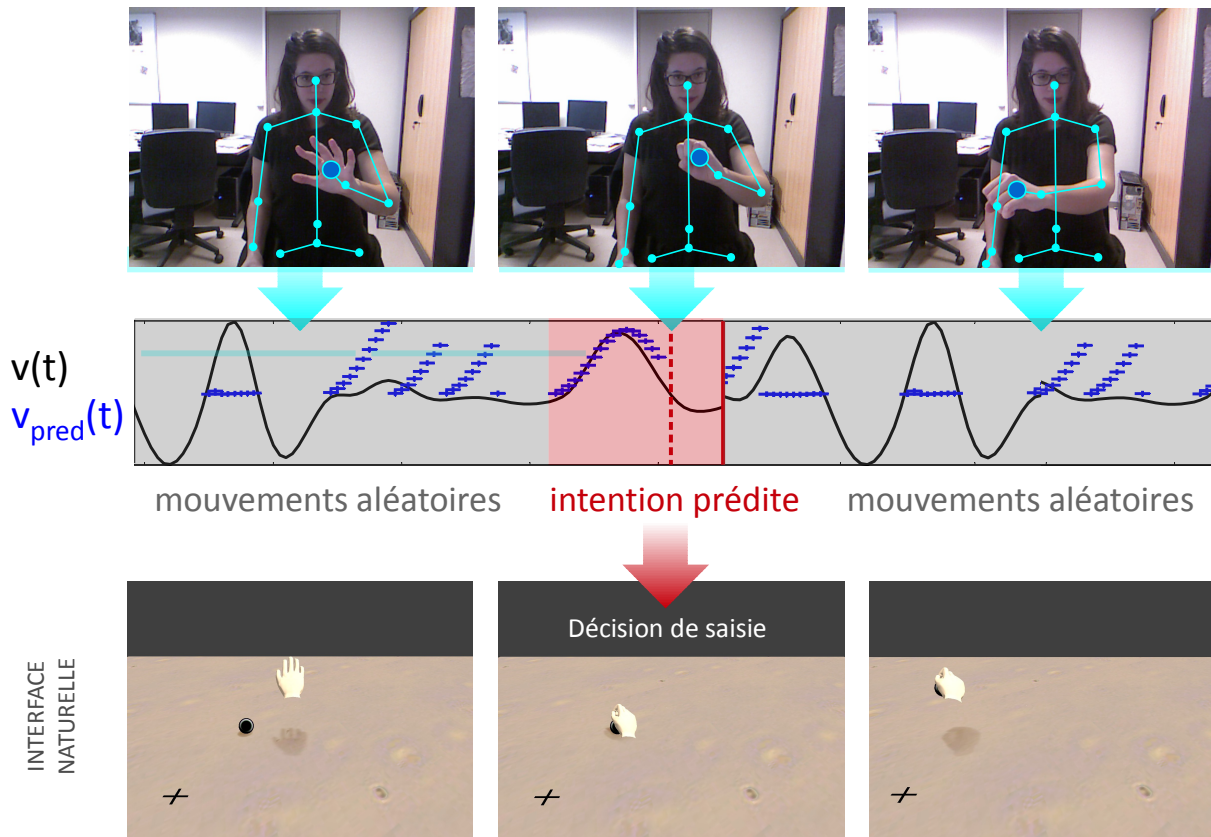 v(t)
vpred(t)
mouvements aléatoires
intention prédite
mouvements aléatoires
Décision de saisie
INTERFACE
NATURELLE